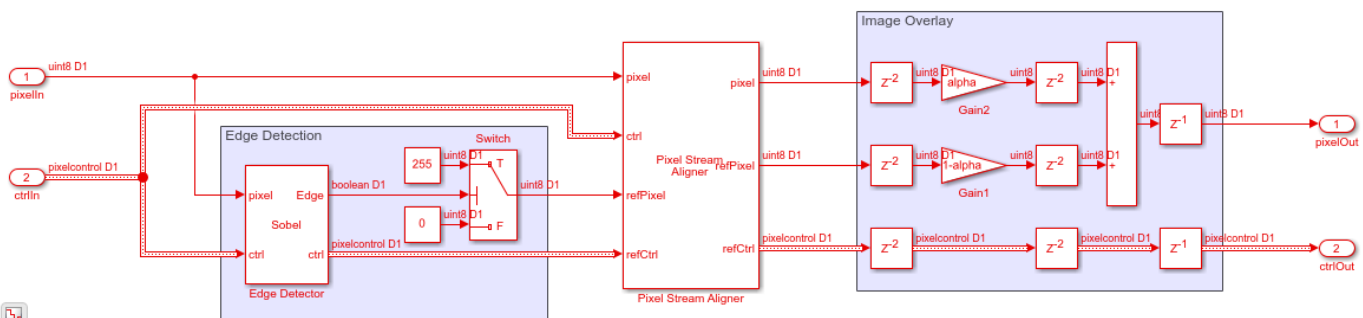 Image Overlay
uint8 D1
1
pixelIn
pixel
pixel
uint8 D1
z-2
uint8 D1
alpha
Gain2
uint8
z-2
uint8 D1
+
ctrl
Edge Detection
Switch
255
uint8 D1
T
uint8
z-1
uint8 D1
1
pixelOut
pixelcontrol D1
2
ctrlIn
pixel
Edge
boolean D1
Sobel
uint8 D1
refPixel
Pixel Stream
Aligner
refPixel
uint8 D1
z-2
uint8 D1
1-alpha
Gain1
uint8
z-2
uint8 D1
+
0
uint8 D1
F
ctrl
ctrl
pixelcontrol D1
Edge Detector
refCtrl
refCtrl
Pixel Stream Aligner
pixelcontrol D1
z-2
pixelcontrol D1
z-2
pixelcontrol D1
z-1
pixelcontrol D1
2
ctrlOut